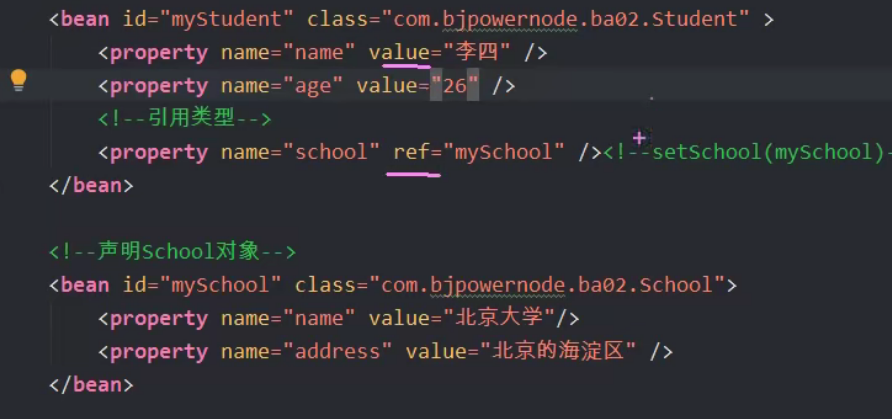 <bean id="myStudent" class="com.bjpowernode.ba02.Student" >
<property name="name" value="李四" />
<property name="age" value="26" />
<!--引用类型-->
<property name="school" ref="mySchool" /><!--setSchool(mySchool)-
</bean>
<!--声明School对象-->
<bean id="mySchool" class="com.bjpowernode.ba02.School">
<property name="name" value="北京大学"/>
<property name="address" value="北京的海淀区" />
</bean>